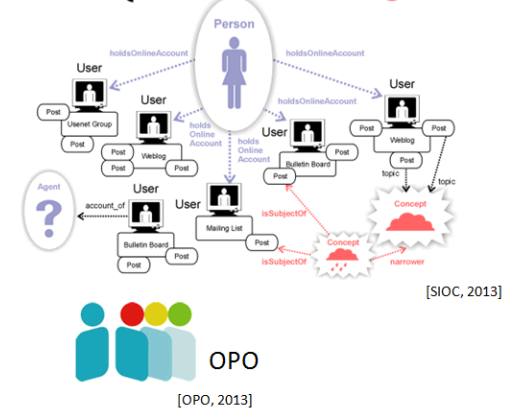 Person
holdsOnlineAccount
holdsOnlineAccount
User
User
User
holdsOnlineAccount
holds
Online
Account
holds
Online
Account
User
Post
Usenet Group
Post
Post
Weblog
Post
Post
Post
Bulletin Board
Post
Post
Post
Weblog
Post
topic
topic
Agent
account_of
User
Bulletin Board
Post
Post
User
Mailing List
Post
isSubjectOf
isSubjectOf
Concept
Concept
narrower
[SIOC, 2013]
OPO
[OPO, 2013]